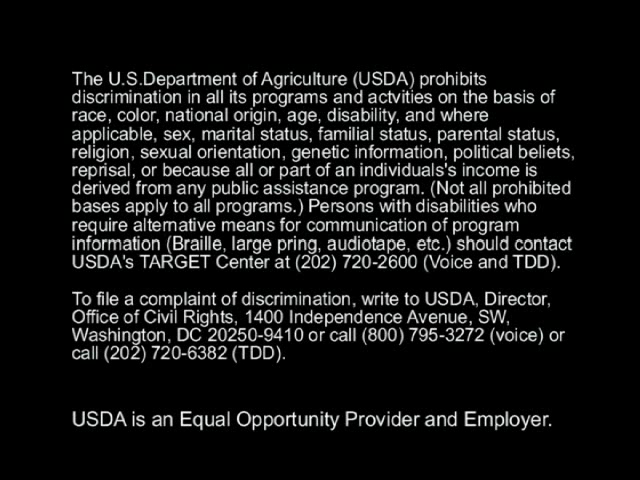 The U.S.Department of Agriculture (USDA) prohibits
discrimination in all its programs and actvities on the basis of
race, color, national origin, age, disability, and where
applicable, sex, marital status, familial status, parental status,
religion, sexual orientation, genetic information, political beliefs,
reprisal, or because all or part of an individuals's income is
derived from any public assistance program. (Not all prohibited
bases apply to all programs.) Persons with disabilities who
require alternative means for communication of program
information (Braille, large pring, audiotape, etc.) should contact
USDA's TARGET Center at (202) 720-2600 (Voice and TDD).
To file a complaint of discrimination, write to USDA, Director,
Office of Civil Rights, 1400 Independence Avenue, SW,
Washington, DC 20250-9410 or call (800) 795-3272 (voice) or
call (202) 720-6382 (TDD).
USDA is an Equal Opportunity Provider and Employer.